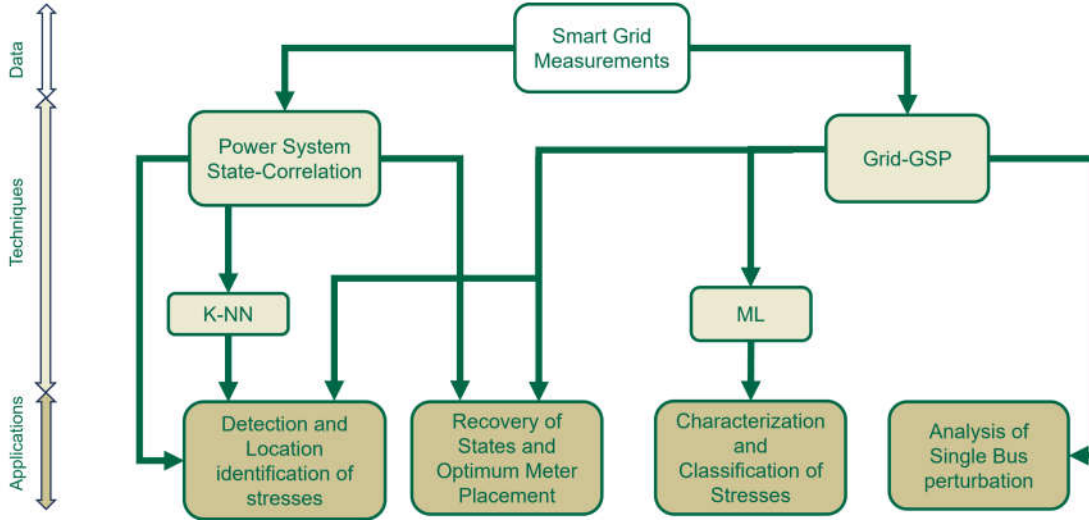 Data
Techniques
Applications
Smart Grid
Measurements
Power System
State-Correlation
Grid-GSP
K-NN
ML
Detection and
Location
identification of
stresses
Recovery of
States and
Optimum Meter
Placement
Characterization
and
Classification of
Stresses
Analysis of
Single Bus
perturbation